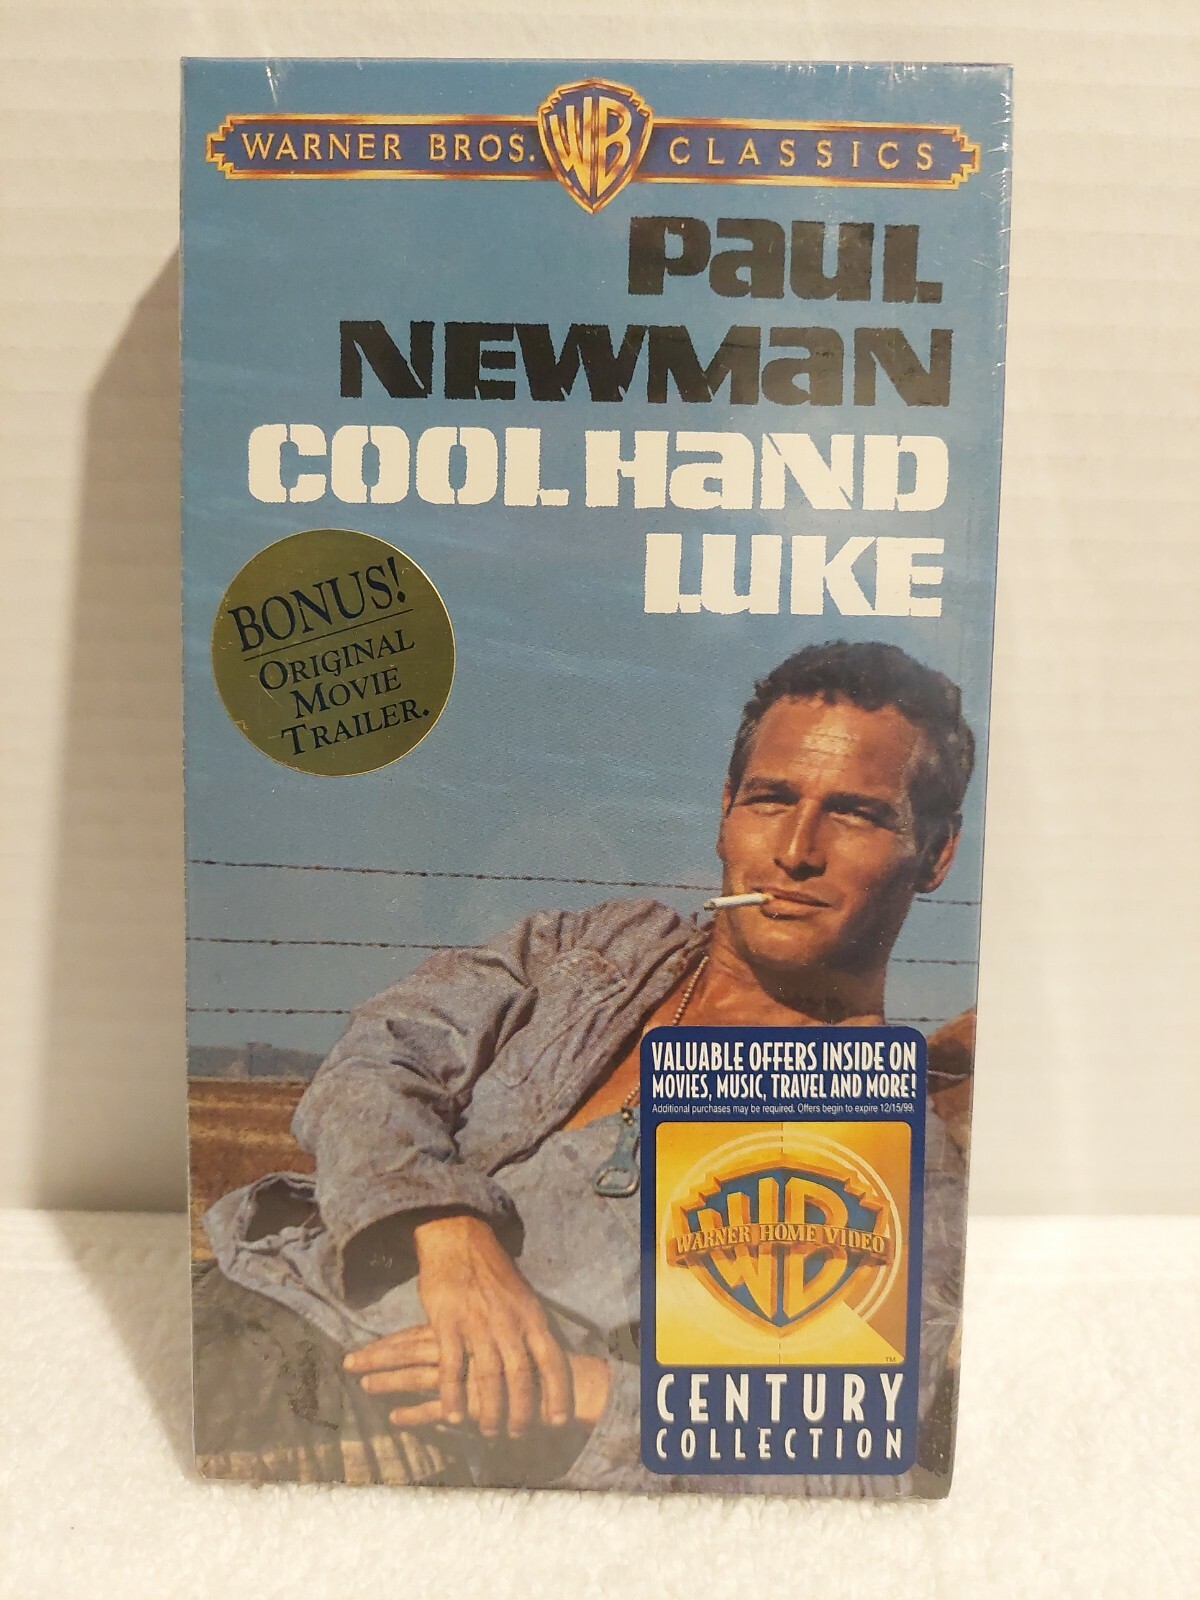 WARNER BROS. WB CLASSICS
PAUL
NEWMAN
COOL HAND
LUKE
BONUS!
ORIGINAL
MOVIE
TRAILER.
VALUABLE OFFERS INSIDE ON
MOVIES, MUSIC, TRAVEL AND MORE!
Additional purchases may be required. Offers begin to expire 12/15/99.
WB
WARNER HOME VIDEO
TM
CENTURY
COLLECTION